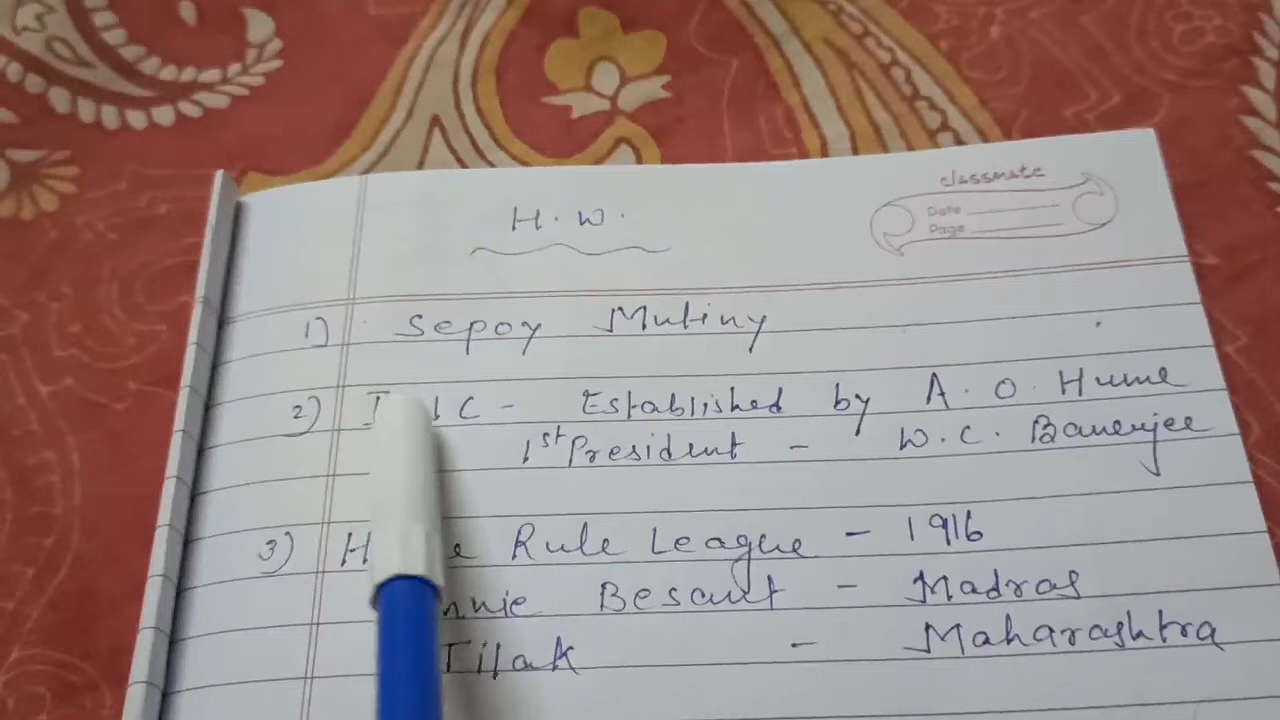 classmate
Date
Page
H.W.
1) Sepoy Mutiny
2) C - Established by A.O. Hume
1st President - W.C. Banerjee
3) Rule League - 1916
Besant - Madras
Tilak - Maharashtra